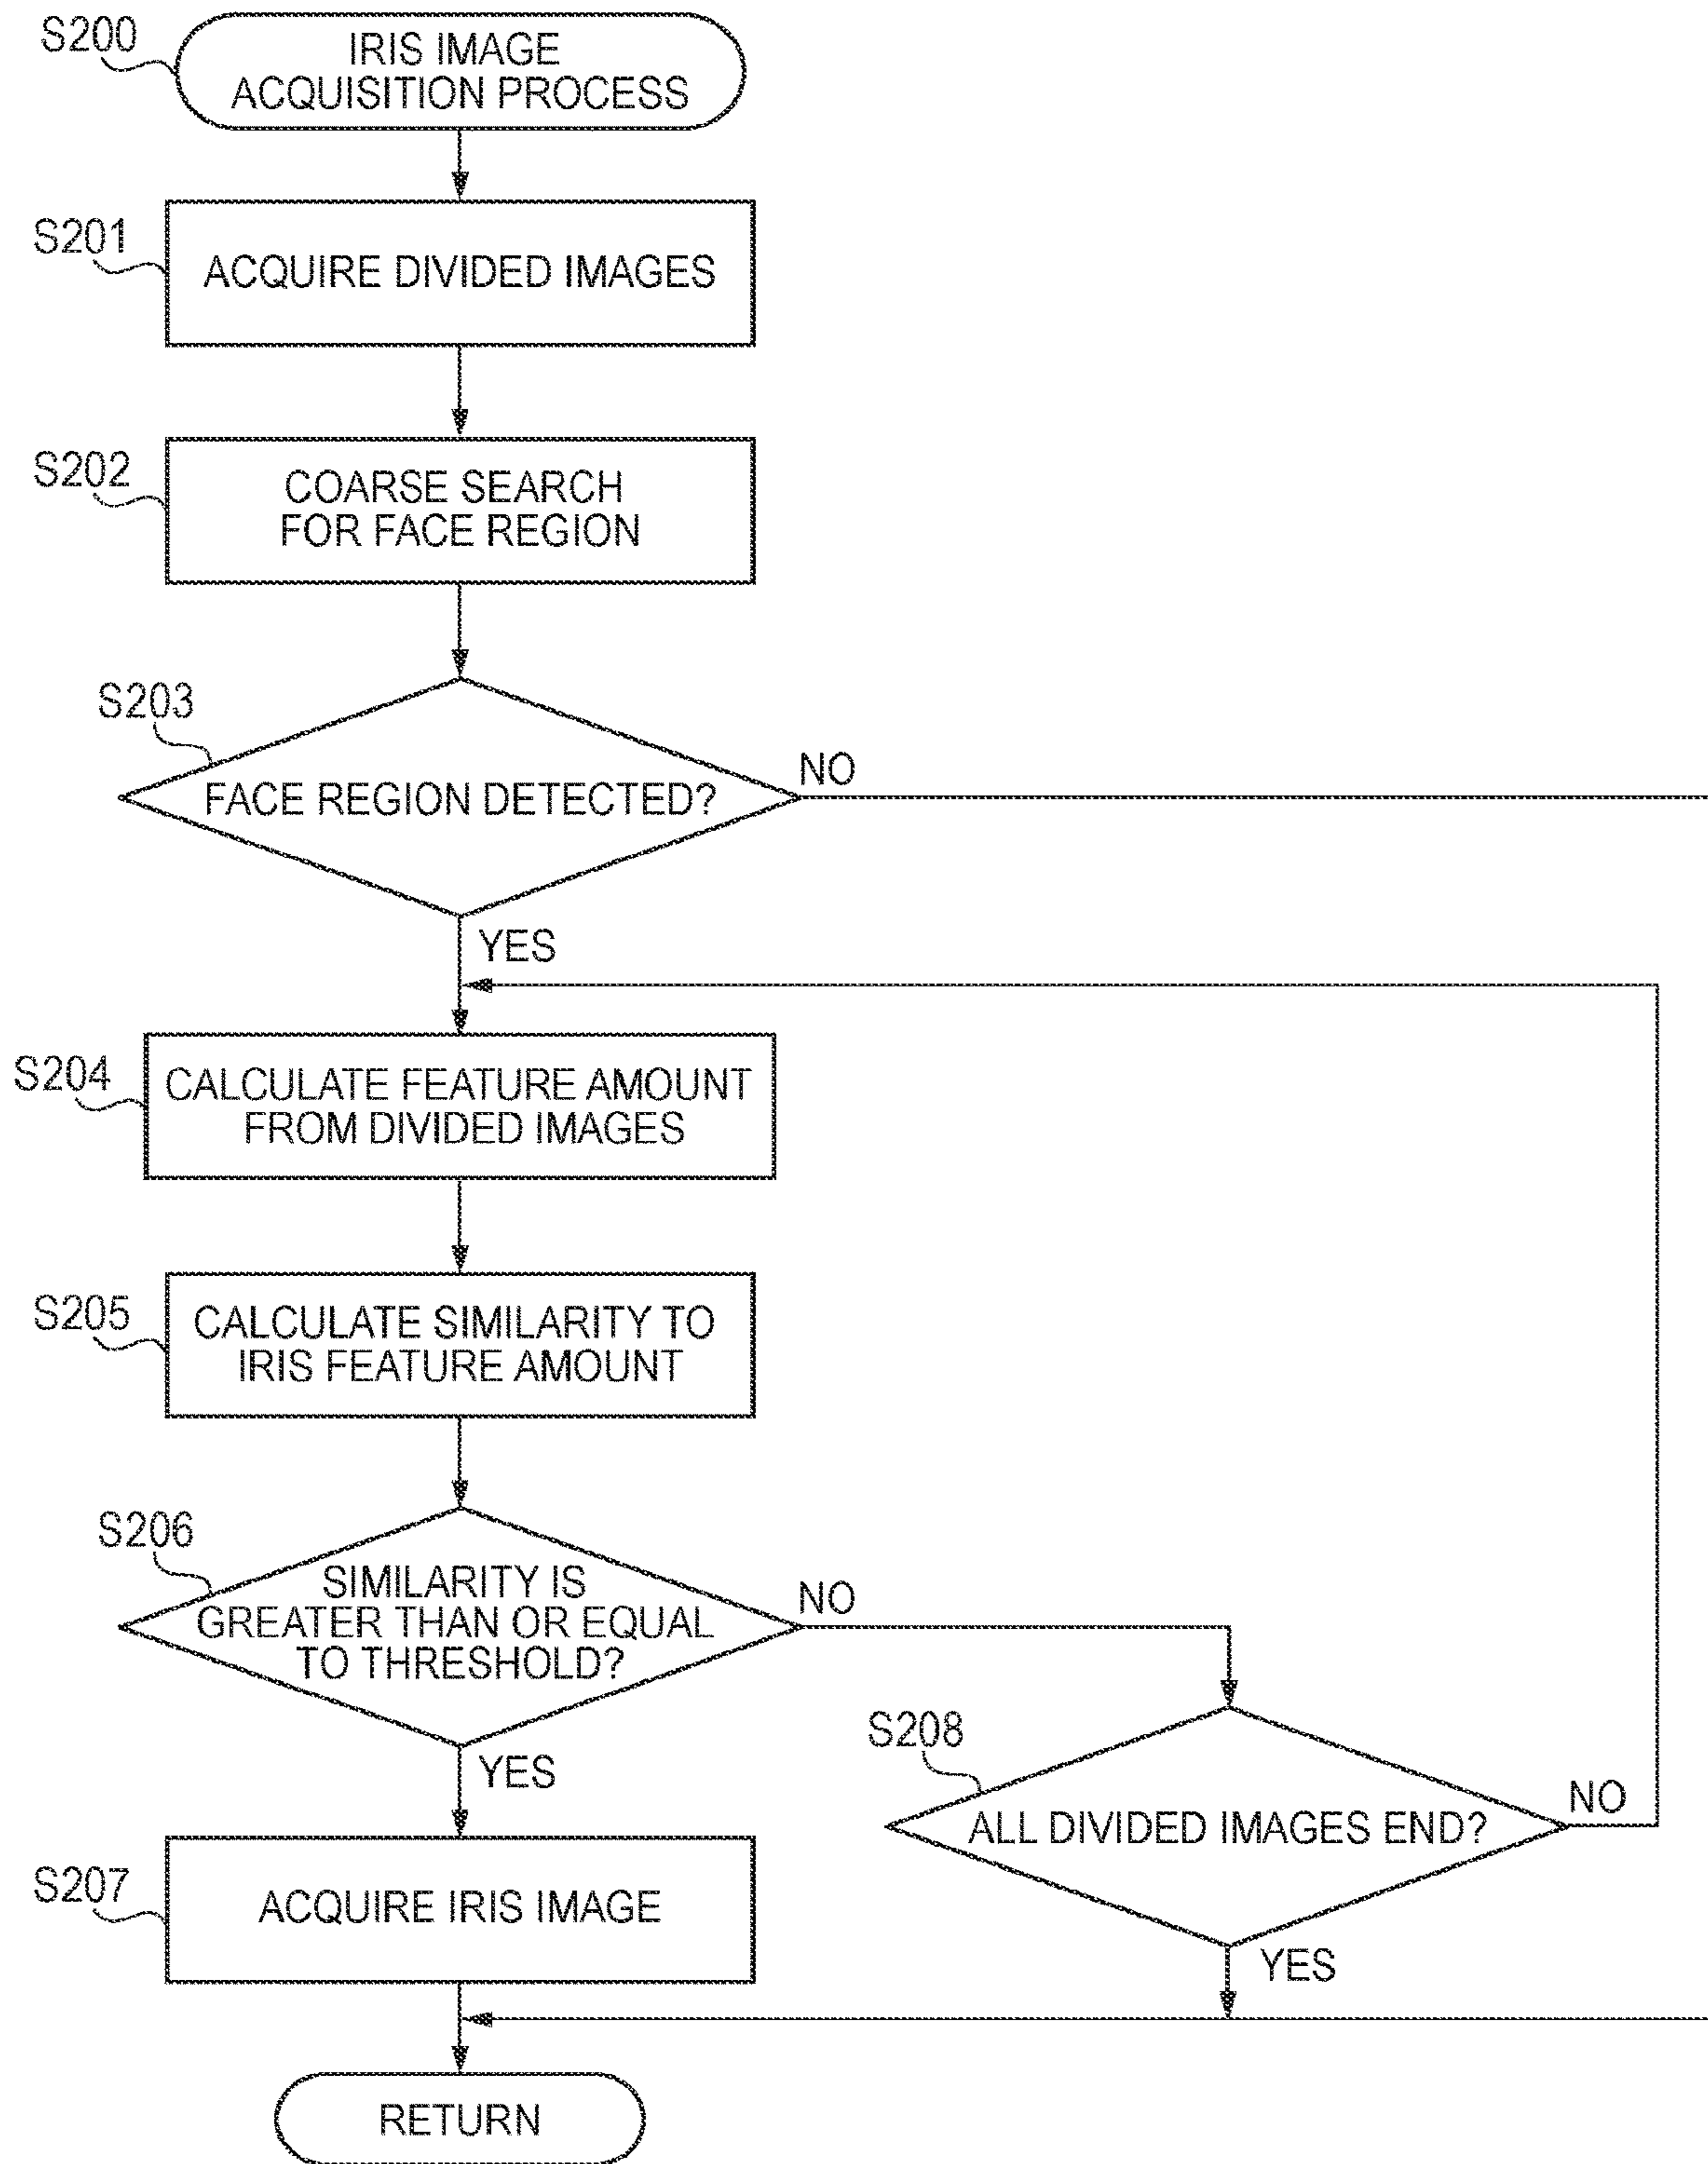 S200
IRIS IMAGE
ACQUISITION PROCESS
S201
ACQUIRE DIVIDED IMAGES
S202
COARSE SEARCH
FOR FACE REGION
S203
FACE REGION DETECTED?
NO
YES
S204
CALCULATE FEATURE AMOUNT
FROM DIVIDED IMAGES
S205
CALCULATE SIMILARITY TO
IRIS FEATURE AMOUNT
S206
SIMILARITY IS
GREATER THAN OR EQUAL
TO THRESHOLD?
NO
YES
S208
ALL DIVIDED IMAGES END?
NO
YES
S207
ACQUIRE IRIS IMAGE
RETURN